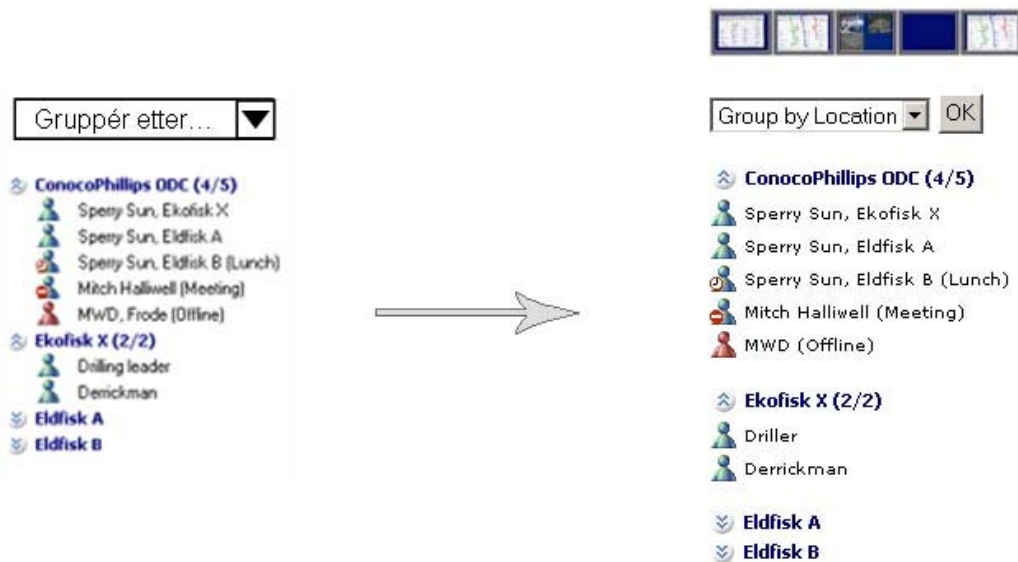 Gruppér etter...
ConocoPhillips ODC (4/5)
Sperry Sun, Ekofisk X
Sperry Sun, Eldfisk A
Sperry Sun, Eldfisk B (Lunch)
Mitch Halliwell (Meeting)
MWD, Frode (Offline)
Ekofisk X (2/2)
Drilling leader
Derrickman
Eldfisk A
Eldfisk B
Group by Location OK
ConocoPhillips ODC (4/5)
Sperry Sun, Ekofisk X
Sperry Sun, Eldfisk A
Sperry Sun, Eldfisk B (Lunch)
Mitch Halliwell (Meeting)
MWD (Offline)
Ekofisk X (2/2)
Driller
Derrickman
Eldfisk A
Eldfisk B